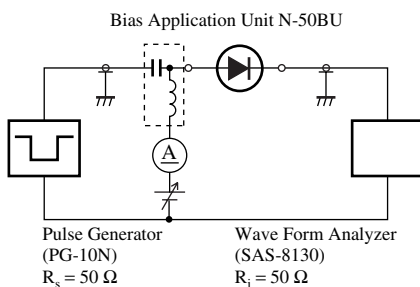 Bias Application Unit N-50BU
A
Pulse Generator
(PG-10N)
Rs = 50 Ω
Wave Form Analyzer
(SAS-8130)
Ri = 50 Ω